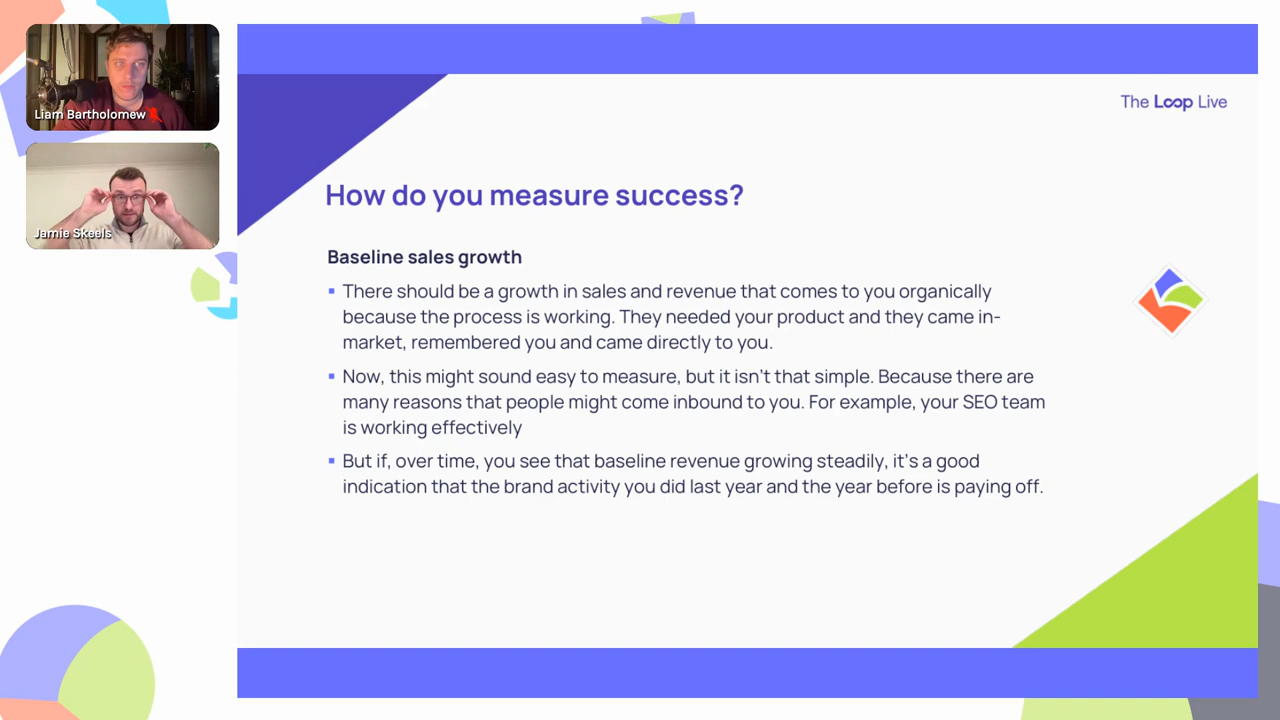 Liam Bartholomew
Jamie Skeels
The Loop Live
How do you measure success?
Baseline sales growth
▪ There should be a growth in sales and revenue that comes to you organically
because the process is working. They needed your product and they came in-
market, remembered you and came directly to you.
▪ Now, this might sound easy to measure, but it isn't that simple. Because there are
many reasons that people might come inbound to you. For example, your SEO team
is working effectively
▪ But if, over time, you see that baseline revenue growing steadily, it's a good
indication that the brand activity you did last year and the year before is paying off.